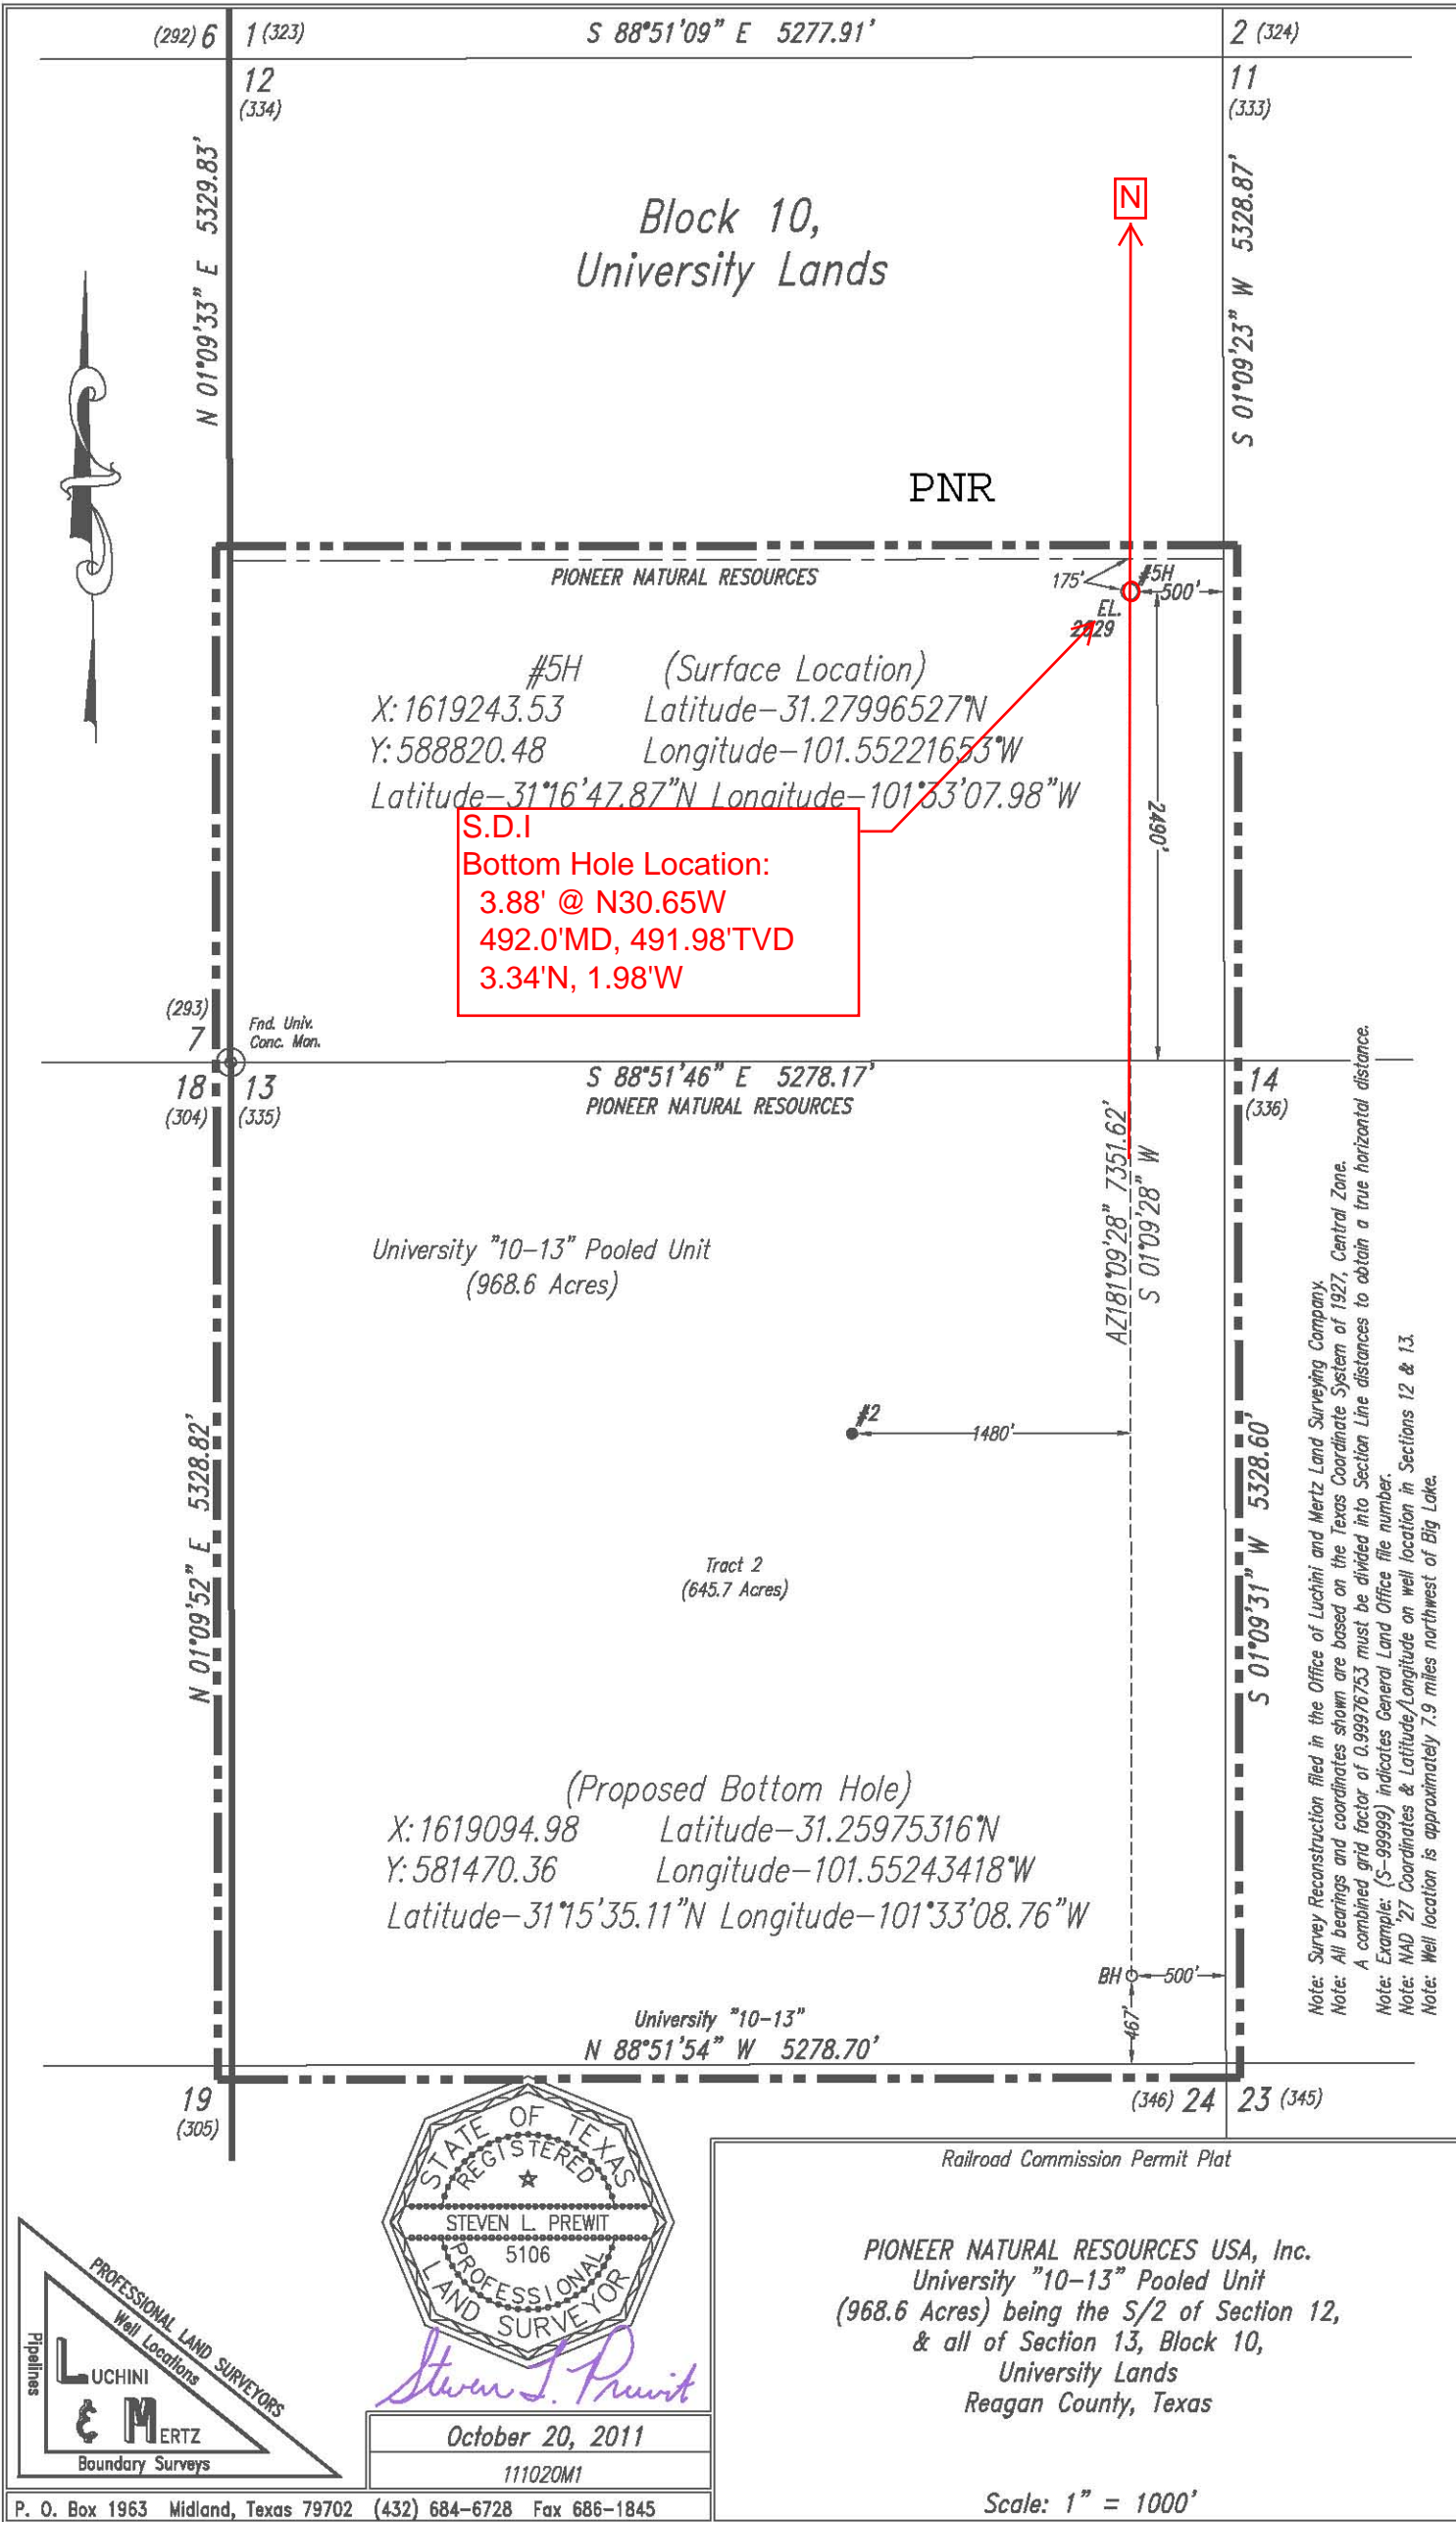 (292) 6 1 (323) S 88°51'09" E 5277.91' 2 (324)
12
(334)
11
(333)
N 01°09'33" E 5329.83'
S 01°09'23" W 5328.87'
Block 10,
University Lands
N
PNR
PIONEER NATURAL RESOURCES
175'
#5H
500'
EL.
2490'
#5H (Surface Location)
X: 1619243.53 Latitude-31.27996527°N
Y: 588820.48 Longitude-101.55221653°W
Latitude-31°16'47.87"N Longitude-101°33'07.98"W
S.D.I
Bottom Hole Location:
3.88' @ N30.65W
492.0'MD, 491.98'TVD
3.34'N, 1.98'W
(293)
7
Fnd. Univ.
Conc. Mon.
S 88°51'46" E 5278.17'
PIONEER NATURAL RESOURCES
18 13
(304) (335)
14
(336)
AZ181°09'28" 7351.62'
S 01°09'28" W
University "10-13" Pooled Unit
(968.6 Acres)
#2
1480'
N 01°09'52" E 5328.82'
S 01°09'31" W 5328.60'
Tract 2
(645.7 Acres)
(Proposed Bottom Hole)
X: 1619094.98 Latitude-31.25975316°N
Y: 581470.36 Longitude-101.55243418°W
Latitude-31°15'35.11"N Longitude-101°33'08.76"W
BH 500'
467'
University "10-13"
N 88°51'54" W 5278.70'
19
(305)
(346) 24 23 (345)
Note: Survey Reconstruction filed in the Office of Luchini and Mertz Land Surveying Company.
Note: All bearings and coordinates shown are based on the Texas Coordinate System of 1927, Central Zone.
A combined grid factor of 0.99976753 must be divided into Section Line distances to obtain a true horizontal distance.
Note: Example: (S-99999) indicates General Land Office file number.
Note: NAD '27 Coordinates & Latitude/Longitude on well location in Sections 12 & 13.
Note: Well location is approximately 7.9 miles northwest of Big Lake.
STATE OF TEXAS
REGISTERED
STEVEN L. PREWIT
5106
PROFESSIONAL
LAND SURVEYOR
Steven L. Prewit
October 20, 2011
111020M1
PROFESSIONAL LAND SURVEYORS
Well Locations
Pipelines
LUCHINI
& MERTZ
Boundary Surveys
P. O. Box 1963 Midland, Texas 79702 (432) 684-6728 Fax 686-1845
Railroad Commission Permit Plat
PIONEER NATURAL RESOURCES USA, Inc.
University "10-13" Pooled Unit
(968.6 Acres) being the S/2 of Section 12,
& all of Section 13, Block 10,
University Lands
Reagan County, Texas
Scale: 1" = 1000'